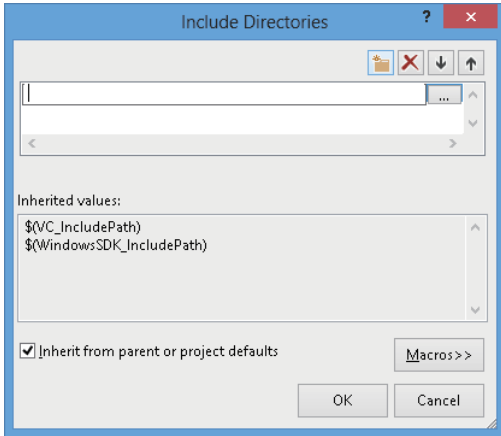 Include Directories
?
...
Inherited values:
$(VC_IncludePath)
$(WindowsSDK_IncludePath)
Inherit from parent or project defaults
Macros>>
OK
Cancel